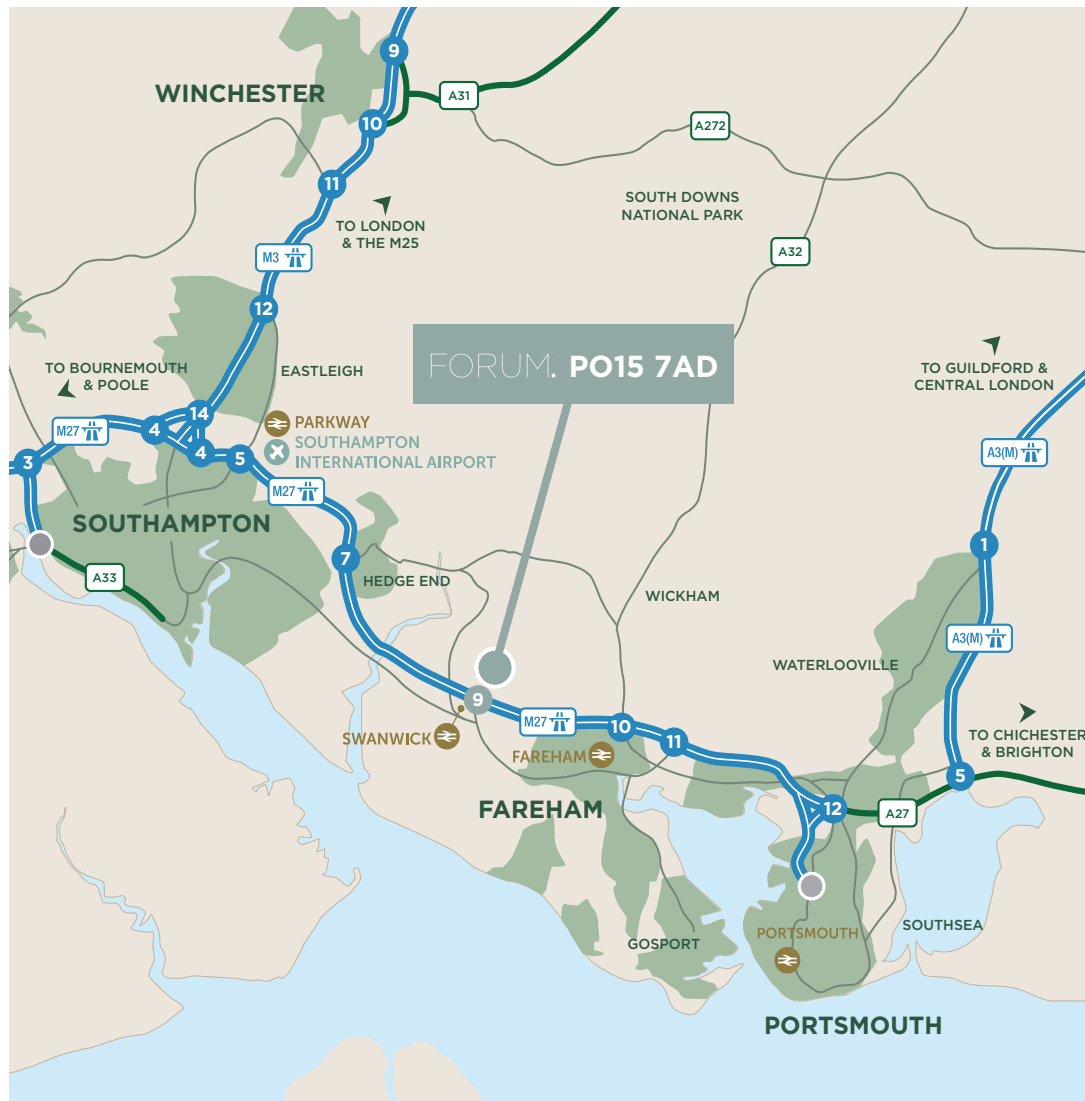 9
WINCHESTER
A31
10
A272
11
SOUTH DOWNS
NATIONAL PARK
TO LONDON
& THE M25
A32
M3
12
FORUM. PO15 7AD
TO BOURNEMOUTH
& POOLE
EASTLEIGH
TO GUILDFORD &
CENTRAL LONDON
14
PARKWAY
M27
4
SOUTHAMPTON
INTERNATIONAL AIRPORT
4
5
3
A3(M)
M27
SOUTHAMPTON
1
7
A33
HEDGE END
WICKHAM
A3(M)
WATERLOOVILLE
9
M27
10
SWANWICK
11
TO CHICHESTER
& BRIGHTON
FAREHAM
5
FAREHAM
12
A27
SOUTHSEA
PORTSMOUTH
GOSPORT
PORTSMOUTH